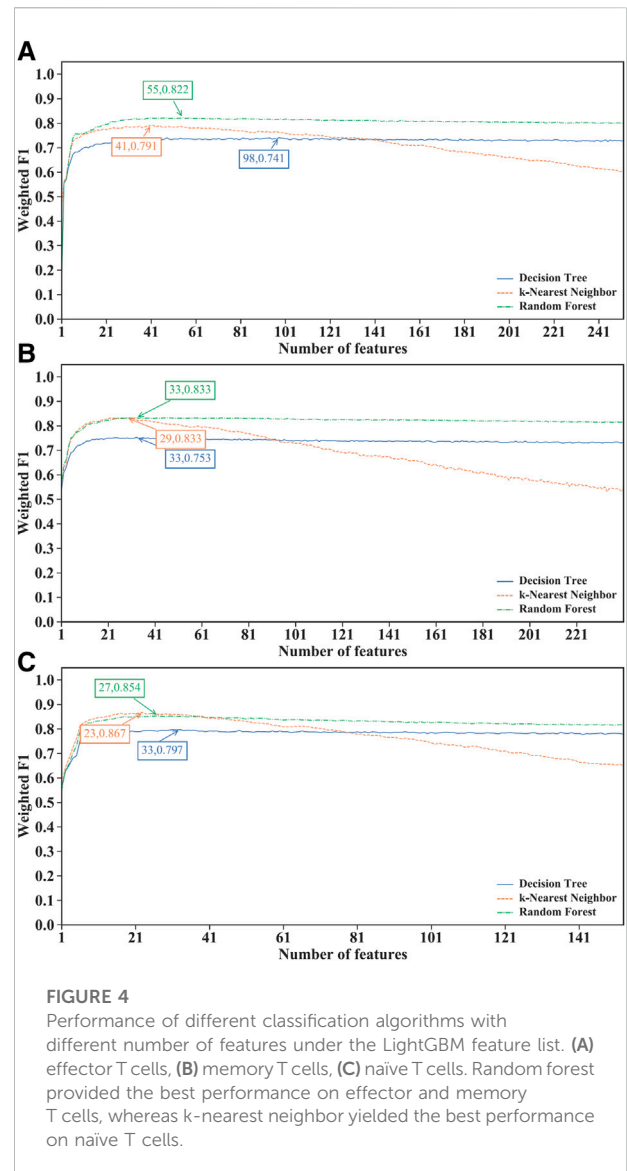 A
1.0
0.9
0.8
0.7
0.6
0.5
0.4
0.3
0.2
0.1
0.0
Weighted F1
55,0.822
41,0.791
98,0.741
Decision Tree
k-Nearest Neighbor
Random Forest
1 21 41 61 81 101 121 141 161 181 201 221 241
Number of features
B
1.0
0.9
0.8
0.7
0.6
0.5
0.4
0.3
0.2
0.1
0.0
Weighted F1
33,0.833
29,0.833
33,0.753
Decision Tree
k-Nearest Neighbor
Random Forest
1 21 41 61 81 101 121 141 161 181 201 221
Number of features
C
1.0
0.9
0.8
0.7
0.6
0.5
0.4
0.3
0.2
0.1
0.0
Weighted F1
27,0.854
23,0.867
33,0.797
Decision Tree
k-Nearest Neighbor
Random Forest
1 21 41 61 81 101 121 141
Number of features
FIGURE 4
Performance of different classification algorithms with
different number of features under the LightGBM feature list. (A)
effector T cells, (B) memory T cells, (C) naïve T cells. Random forest
provided the best performance on effector and memory
T cells, whereas k-nearest neighbor yielded the best performance
on naïve T cells.